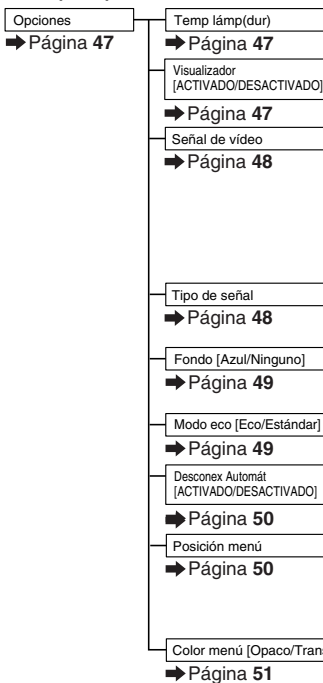 Opciones
➡ Página 47
Temp lámp(dur)
➡ Página 47
Visualizador
[ACTIVADO/DESACTIVADO]
➡ Página 47
Señal de vídeo
➡ Página 48
Tipo de señal
➡ Página 48
Fondo [Azul/Ninguno]
➡ Página 49
Modo eco [Eco/Estándar]
➡ Página 49
Desconex Automát
[ACTIVADO/DESACTIVADO]
➡ Página 50
Posición menú
➡ Página 50
Color menú [Opaco/Trans
➡ Página 51